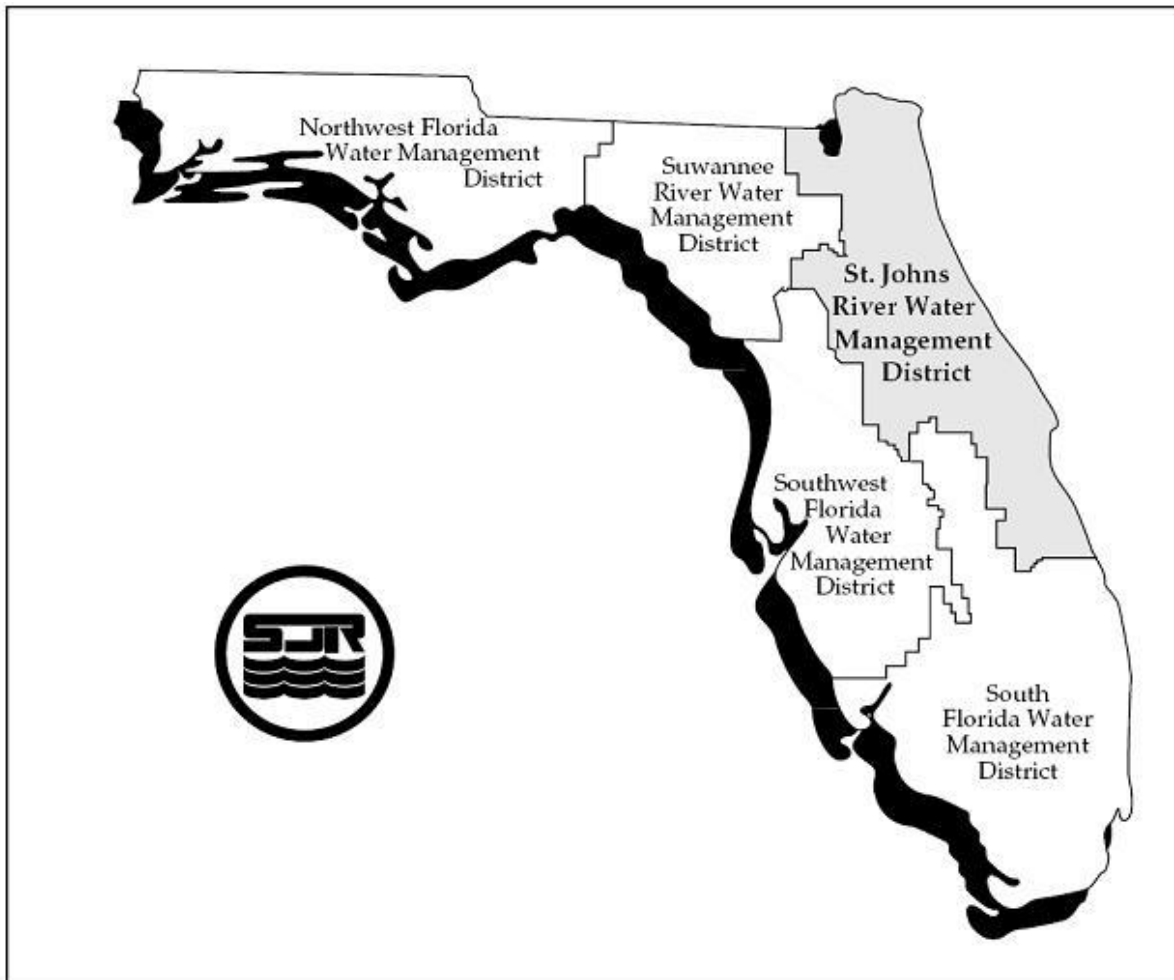 Northwest Florida
Water Management
District
Suwannee
River Water
Management
District
St. Johns
River Water
Management
District
Southwest
Florida
Water
Management
District
SJR
South
Florida Water
Management
District